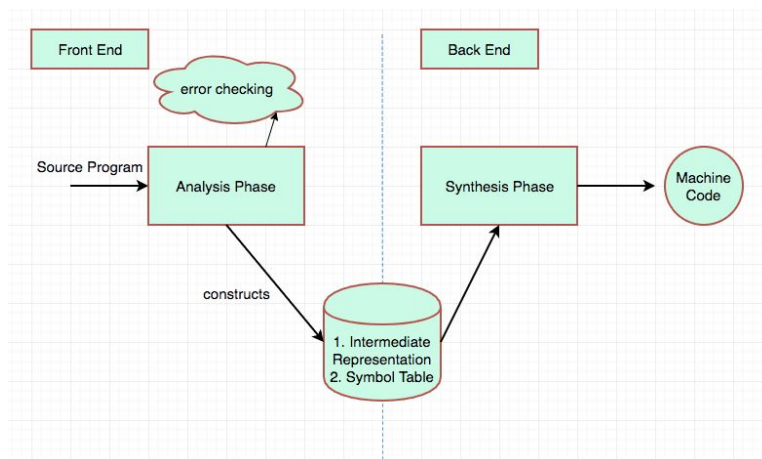 Front End
Back End
error checking
Source Program
Analysis Phase
Synthesis Phase
Machine
Code
constructs
1. Intermediate
Representation
2. Symbol Table